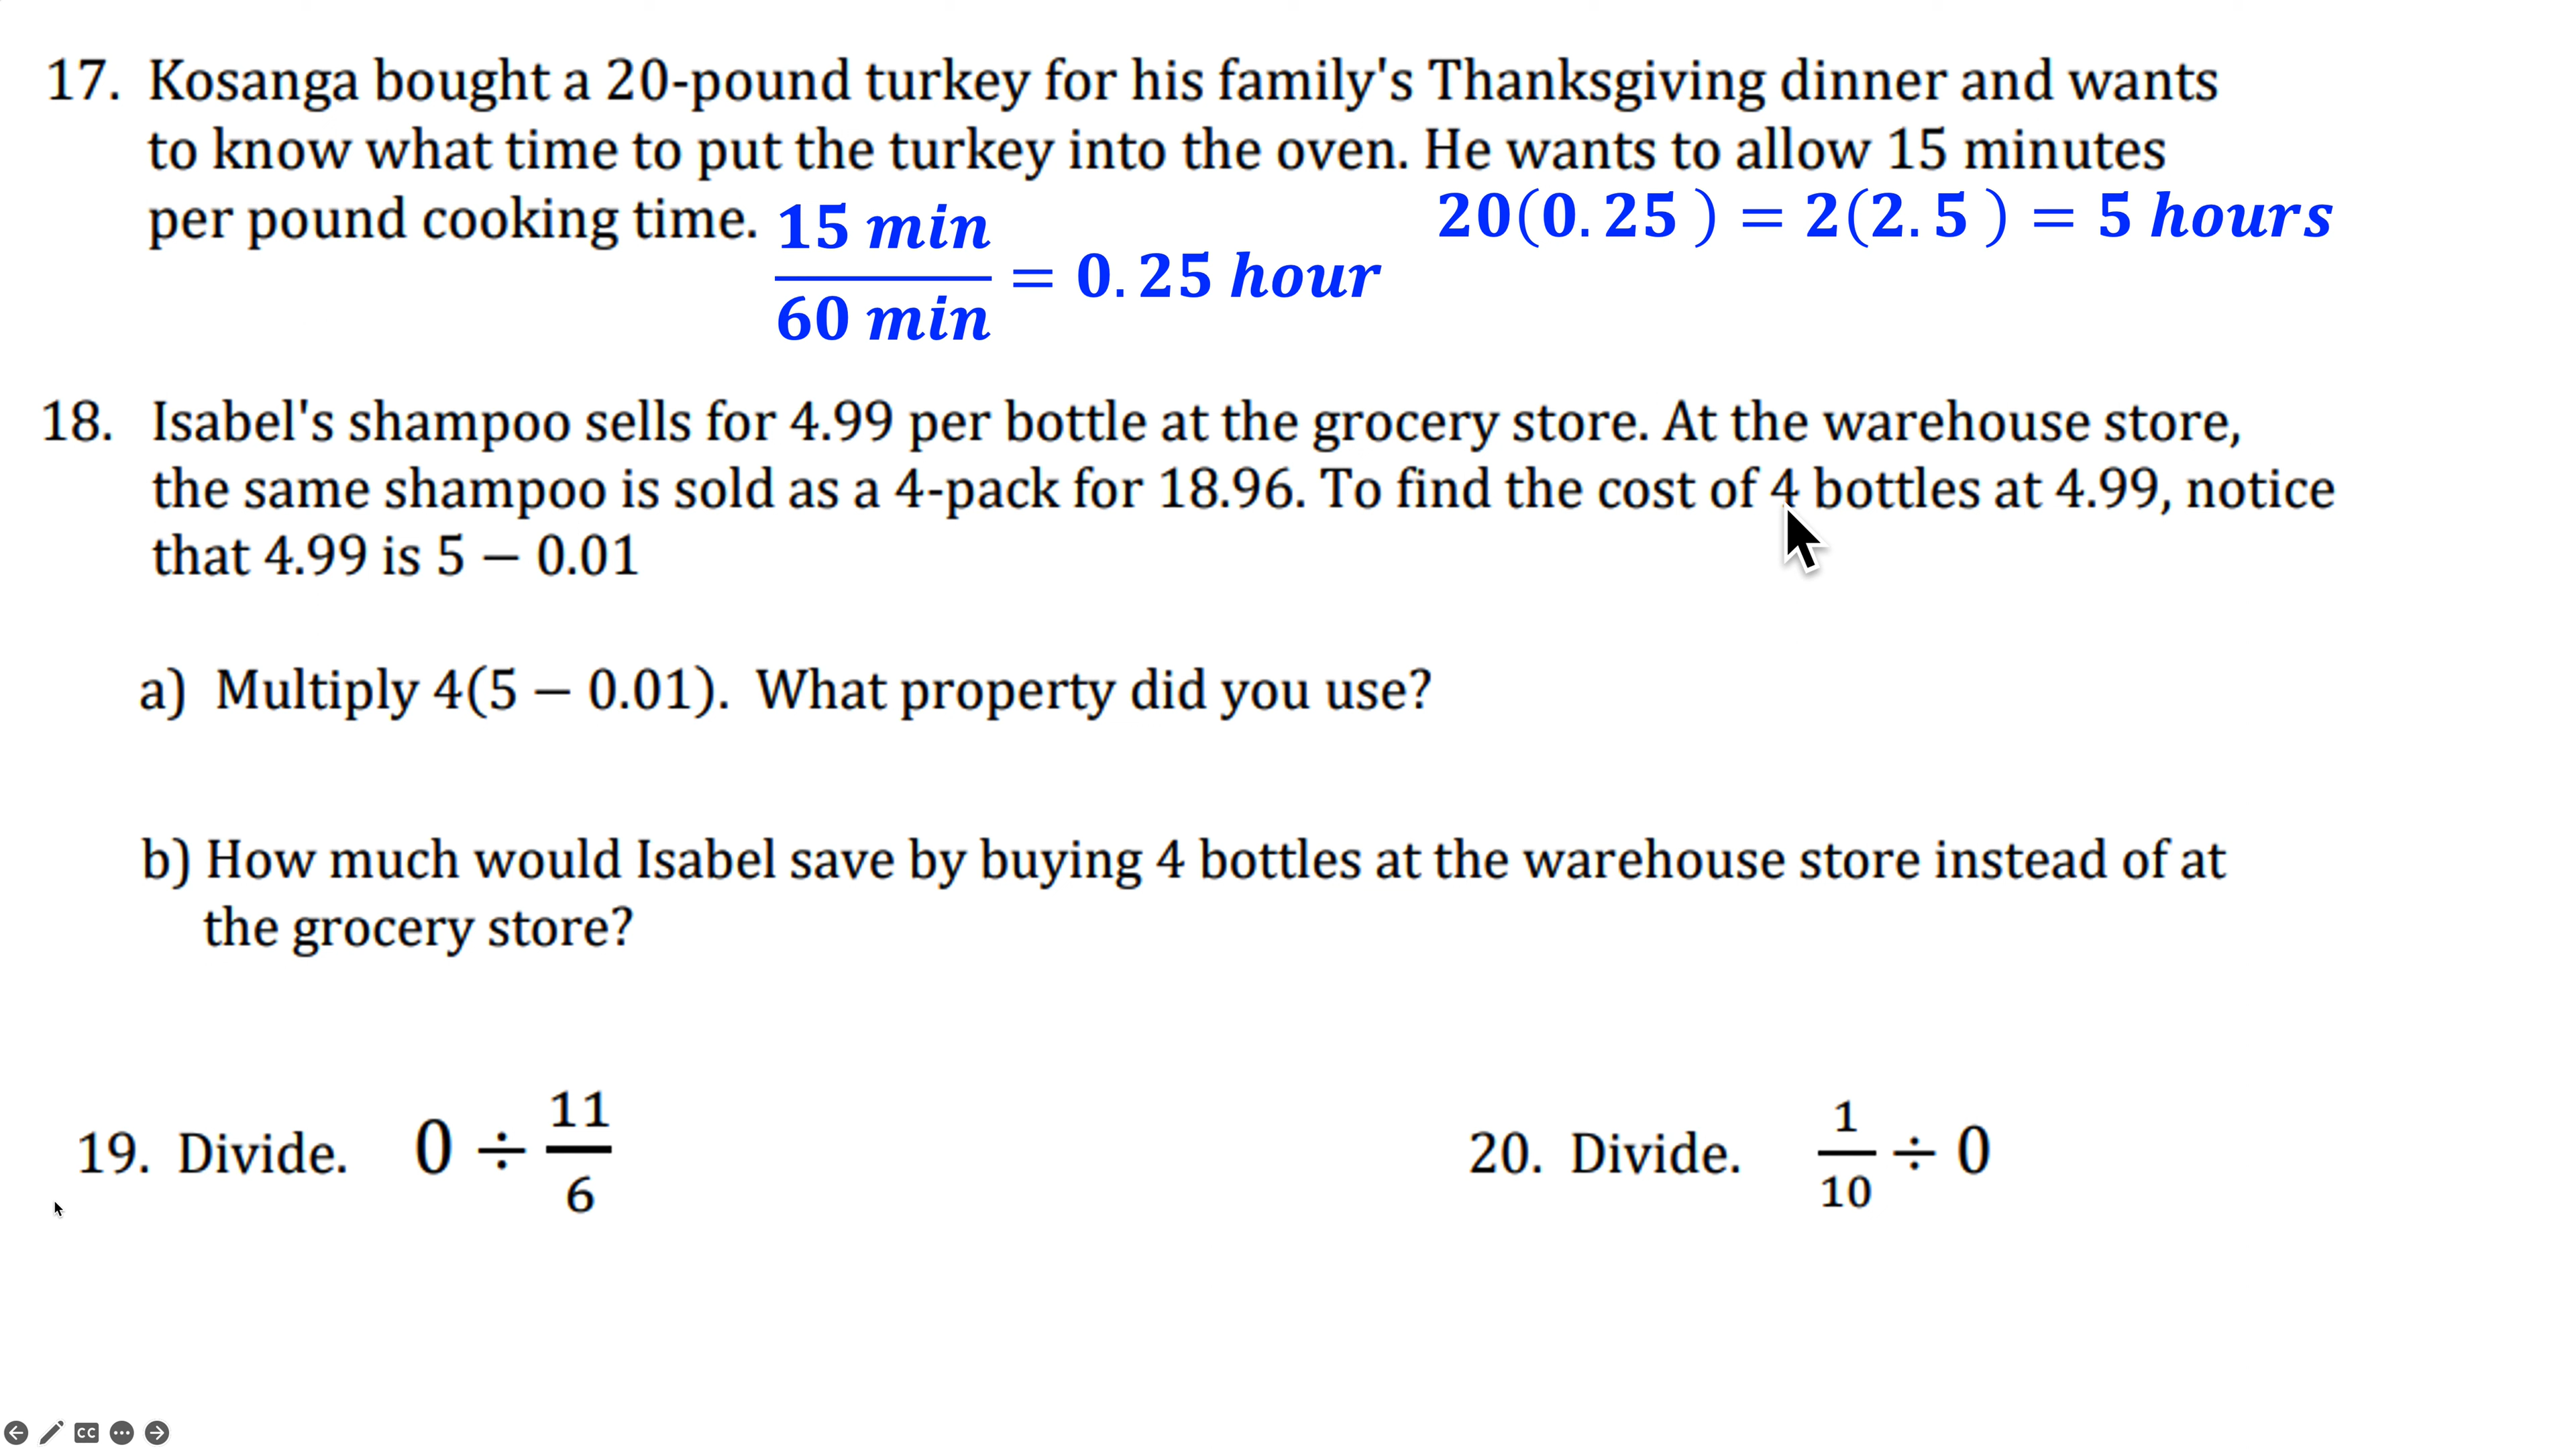 17. Kosanga bought a 20-pound turkey for his family's Thanksgiving dinner and wants
to know what time to put the turkey into the oven. He wants to allow 15 minutes
per pound cooking time.
15 min
60 min
= 0.25 hour
20(0.25) = 2(2.5) = 5 hours
18. Isabel's shampoo sells for 4.99 per bottle at the grocery store. At the warehouse store,
the same shampoo is sold as a 4-pack for 18.96. To find the cost of 4 bottles at 4.99, notice
that 4.99 is 5 − 0.01
a) Multiply 4(5 − 0.01). What property did you use?
b) How much would Isabel save by buying 4 bottles at the warehouse store instead of at
the grocery store?
19. Divide. 0 ÷ 11/6
20. Divide. 1/10 ÷ 0
CC